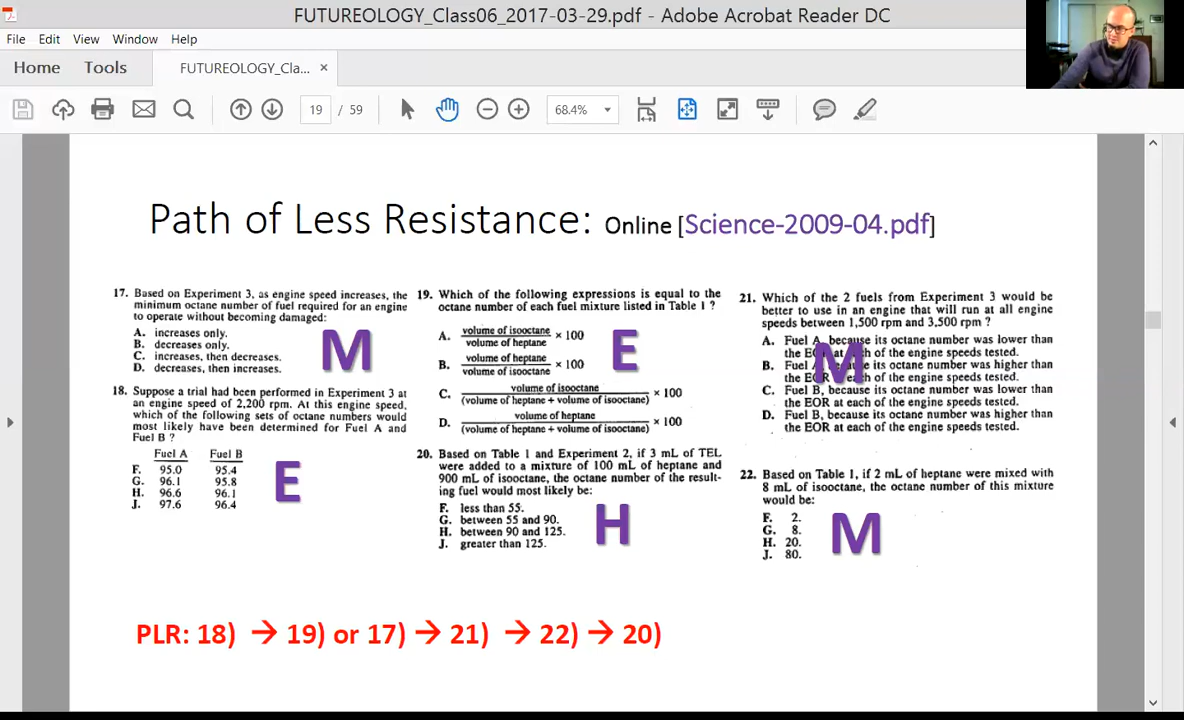 FUTUREOLOGY_Class06_2017-03-29.pdf - Adobe Acrobat Reader DC
File Edit View Window Help
Home Tools FUTUREOLOGY_Cla... ×
19 / 59 68.4%
Path of Less Resistance: Online [Science-2009-04.pdf]
17. Based on Experiment 3, as engine speed increases, the
minimum octane number of fuel required for an engine
to operate without becoming damaged:
A. increases only.
B. decreases only.
C. increases, then decreases.
D. decreases, then increases.
M
18. Suppose a trial had been performed in Experiment 3 at
an engine speed of 2,200 rpm. At this engine speed,
which of the following sets of octane numbers would
most likely have been determined for Fuel A and
Fuel B ?
Fuel A Fuel B
F. 95.0 95.4
G. 96.1 95.8
H. 96.6 96.1
J. 97.6 96.4
E
19. Which of the following expressions is equal to the
octane number of each fuel mixture listed in Table 1 ?
A. volume of isooctane / volume of heptane × 100
B. volume of heptane / volume of isooctane × 100
C. volume of isooctane / (volume of heptane + volume of isooctane) × 100
D. volume of heptane / (volume of heptane + volume of isooctane) × 100
E
20. Based on Table 1 and Experiment 2, if 3 mL of TEL
were added to a mixture of 100 mL of heptane and
900 mL of isooctane, the octane number of the result-
ing fuel would most likely be:
F. less than 55.
G. between 55 and 90.
H. between 90 and 125.
J. greater than 125.
H
21. Which of the 2 fuels from Experiment 3 would be
better to use in an engine that will run at all engine
speeds between 1,500 rpm and 3,500 rpm ?
A. Fuel A, because its octane number was lower than
the at each of the engine speeds tested.
B. Fuel its octane number was higher than
the each of the engine speeds tested.
C. Fuel B, because its octane number was lower than
the EOR at each of the engine speeds tested.
D. Fuel B, because its octane number was higher than
the EOR at each of the engine speeds tested.
M
22. Based on Table 1, if 2 mL of heptane were mixed with
8 mL of isooctane, the octane number of this mixture
would be:
F. 2.
G. 8.
H. 20.
J. 80.
M
PLR: 18) → 19) or 17) → 21) → 22) → 20)